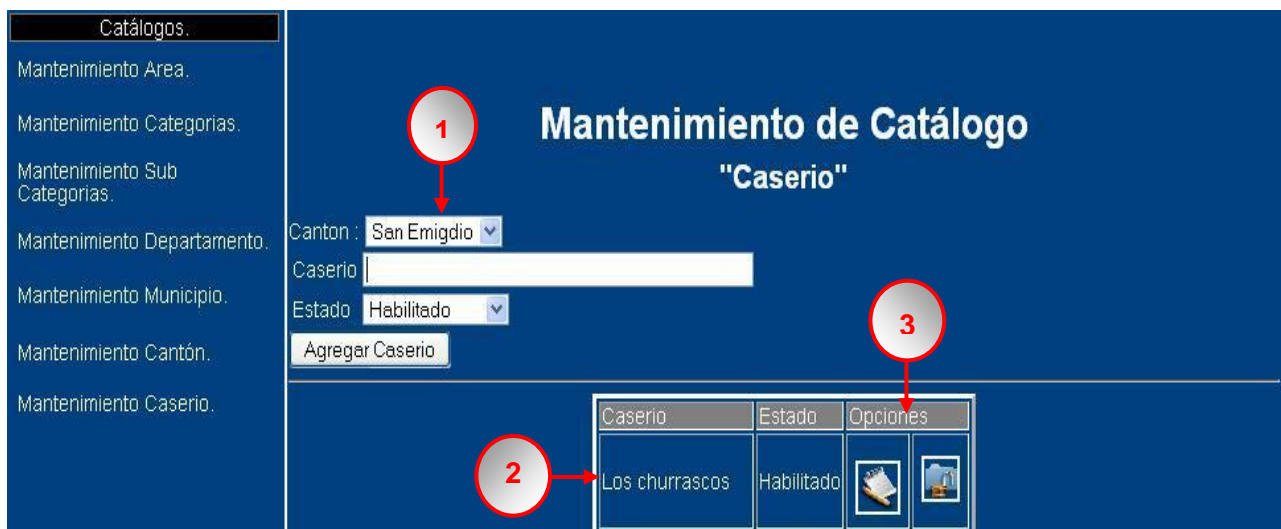 Catálogos.
Mantenimiento Area.
Mantenimiento Categorias.
Mantenimiento Sub
Categorias.
Mantenimiento Departamento.
Mantenimiento Municipio.
Mantenimiento Cantón.
Mantenimiento Caserio.
1
Mantenimiento de Catálogo
"Caserio"
Canton : San Emigdio
Caserio
Estado Habilitado
Agregar Caserio
3
Caserio Estado Opciones
2
Los churrascos Habilitado